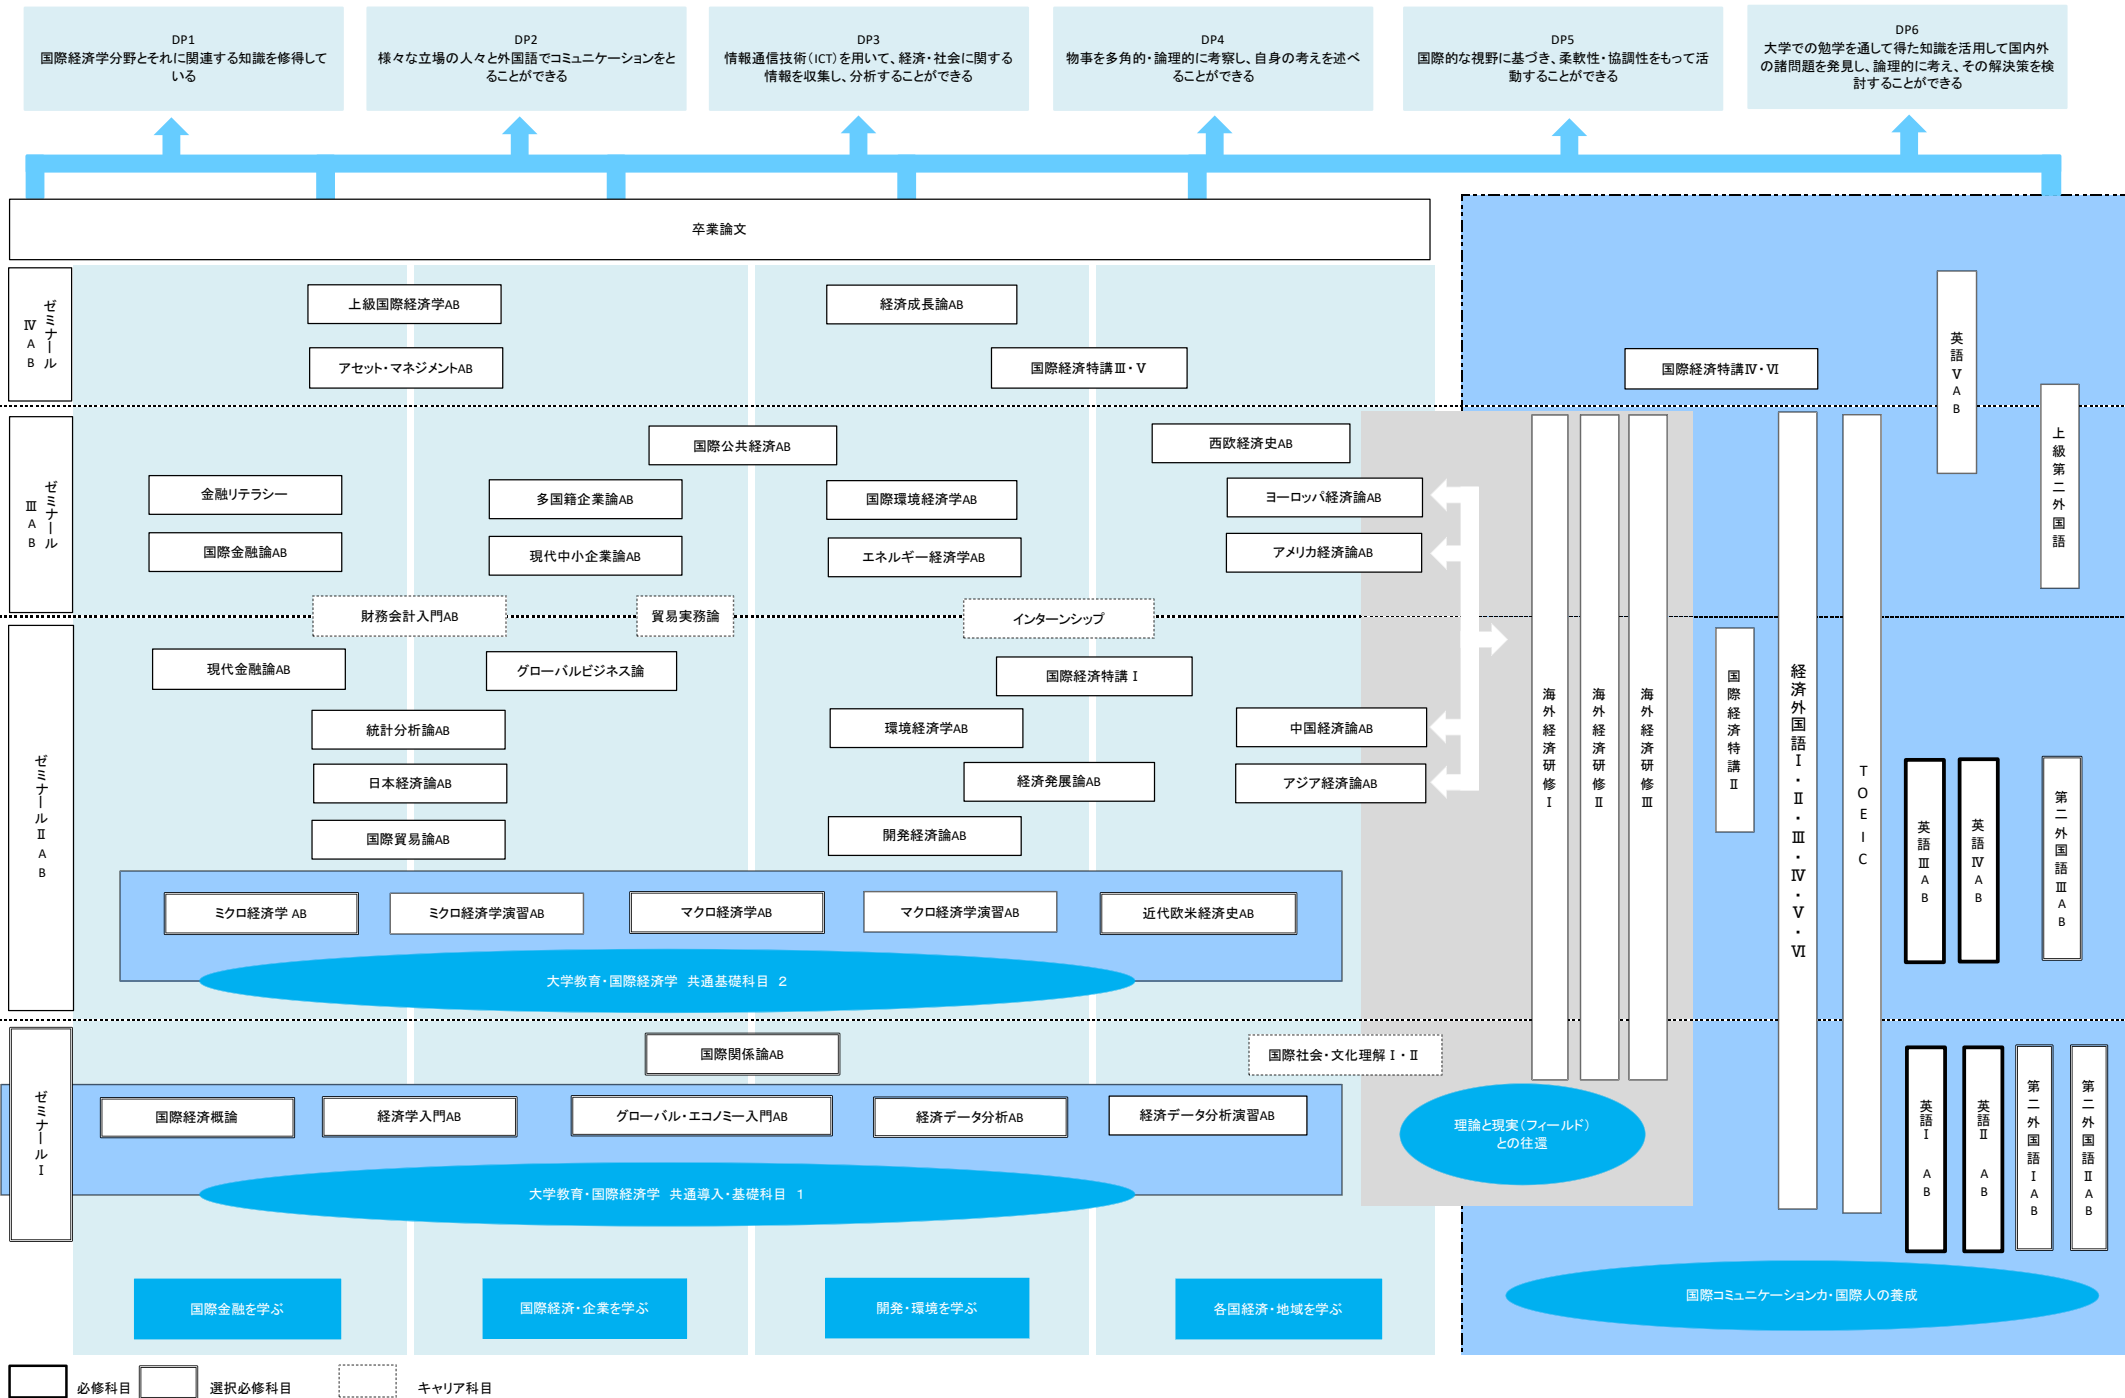 DP1
国際経済学分野とそれに関連する知識を修得して
いる
DP2
様々な立場の人々と外国語でコミュニケーションをと
ることができる
DP3
情報通信技術(ICT)を用いて、経済・社会に関する
情報を収集し、分析することができる
DP4
物事を多角的・論理的に考察し、自身の考えを述べ
ることができる
DP5
国際的な視野に基づき、柔軟性・協調性をもって活
動することができる
DP6
大学での勉学を通して得た知識を活用して国内外
の諸問題を発見し、論理的に考え、その解決策を検
討することができる
卒業論文
ゼミナール
ⅣAB
上級国際経済学AB
経済成長論AB
アセット・マネジメントAB
国際経済特講Ⅲ・Ⅴ
国際経済特講Ⅳ・Ⅵ
英語ⅤAB
上級第二外国語
ゼミナール
ⅢAB
国際公共経済AB
西欧経済史AB
金融リテラシー
多国籍企業論AB
国際環境経済学AB
ヨーロッパ経済論AB
国際金融論AB
現代中小企業論AB
エネルギー経済学AB
アメリカ経済論AB
財務会計入門AB
貿易実務論
インターンシップ
ゼミナールⅡAB
現代金融論AB
グローバルビジネス論
国際経済特講Ⅰ
統計分析論AB
環境経済学AB
中国経済論AB
日本経済論AB
経済発展論AB
アジア経済論AB
国際貿易論AB
開発経済論AB
海外経済研修Ⅰ
海外経済研修Ⅱ
海外経済研修Ⅲ
国際経済特講Ⅱ
経済外国語Ⅰ・Ⅱ・Ⅲ・Ⅳ・Ⅴ・Ⅵ
TOEIC
英語ⅢAB
英語ⅣAB
第二外国語ⅢAB
ミクロ経済学 AB
ミクロ経済学演習AB
マクロ経済学AB
マクロ経済学演習AB
近代欧米経済史AB
大学教育・国際経済学 共通基礎科目 2
ゼミナールⅠ
国際関係論AB
国際社会・文化理解Ⅰ・Ⅱ
国際経済概論
経済学入門AB
グローバル・エコノミー入門AB
経済データ分析AB
経済データ分析演習AB
大学教育・国際経済学 共通導入・基礎科目 1
理論と現実(フィールド)
との往還
英語Ⅰ AB
英語Ⅱ AB
第二外国語ⅠAB
第二外国語ⅡAB
国際コミュニケーション力・国際人の養成
国際金融を学ぶ
国際経済・企業を学ぶ
開発・環境を学ぶ
各国経済・地域を学ぶ
必修科目
選択必修科目
キャリア科目